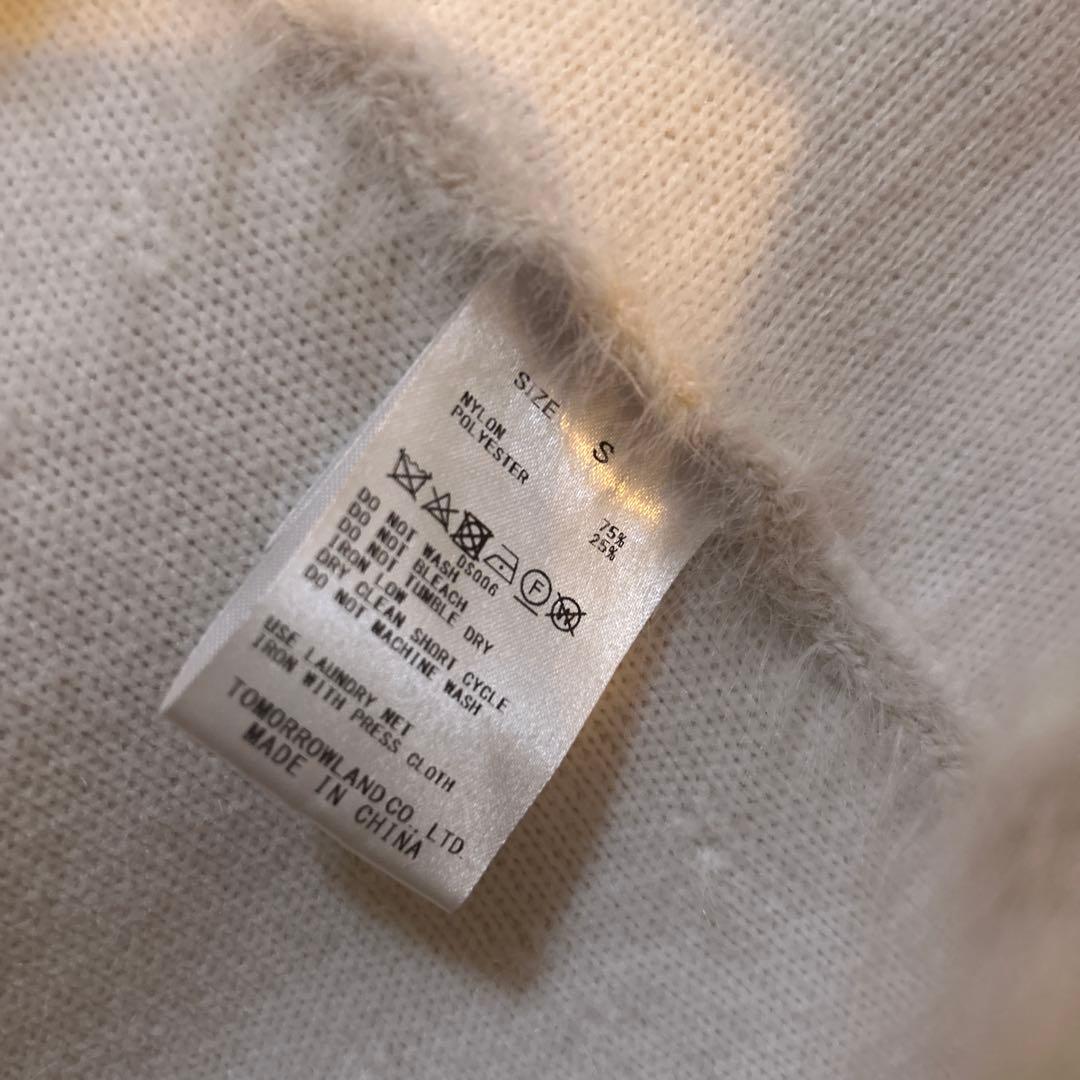 SIZE S
NYLON 75%
POLYESTER 25%
F W
DS006
DO NOT WASH
DO NOT BLEACH
DO NOT TUMBLE DRY
IRON LOW
DRY CLEAN SHORT CYCLE
DO NOT MACHINE WASH
USE LAUNDRY NET
IRON WITH PRESS CLOTH
TOMORROWLAND CO., LTD.
MADE IN CHINA